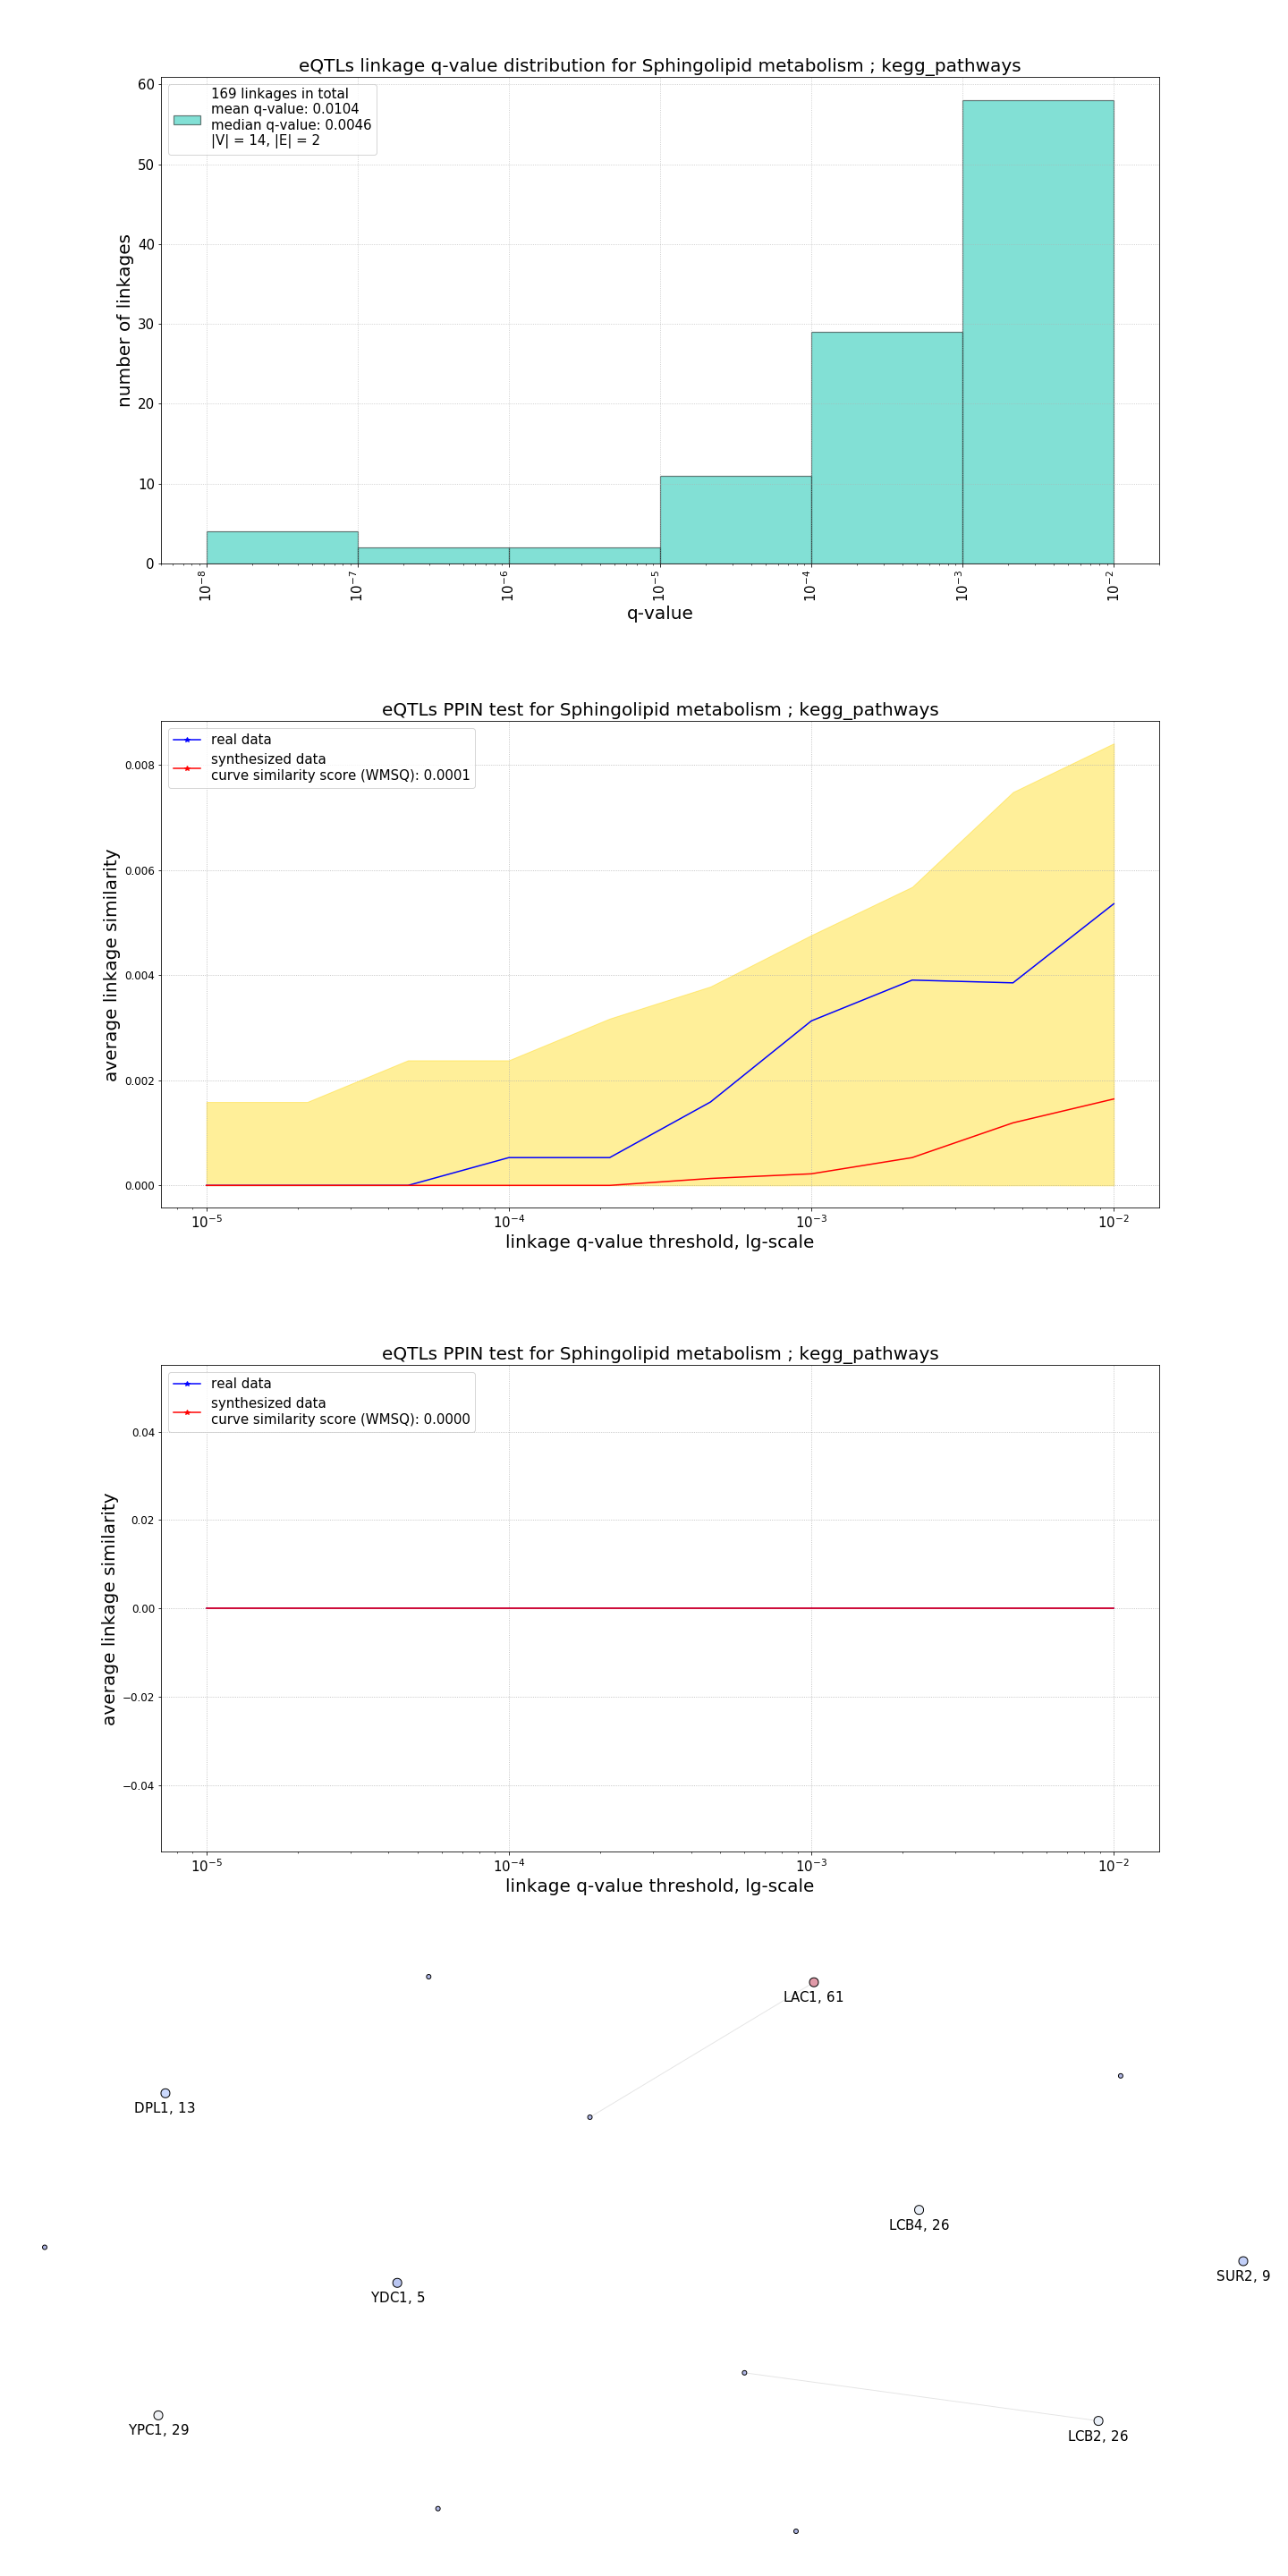 eQTLs linkage q-value distribution for Sphingolipid metabolism ; kegg_pathways
169 linkages in total
mean q-value: 0.0104
median q-value: 0.0046
|V| = 14, |E| = 2
number of linkages
60
50
40
30
20
10
0
10⁻⁸ 10⁻⁷ 10⁻⁶ 10⁻⁵ 10⁻⁴ 10⁻³ 10⁻²
q-value
eQTLs PPIN test for Sphingolipid metabolism ; kegg_pathways
real data
synthesized data
curve similarity score (WMSQ): 0.0001
average linkage similarity
0.008
0.006
0.004
0.002
0.000
10⁻⁵ 10⁻⁴ 10⁻³ 10⁻²
linkage q-value threshold, lg-scale
eQTLs PPIN test for Sphingolipid metabolism ; kegg_pathways
real data
synthesized data
curve similarity score (WMSQ): 0.0000
average linkage similarity
0.04
0.02
0.00
−0.02
−0.04
10⁻⁵ 10⁻⁴ 10⁻³ 10⁻²
linkage q-value threshold, lg-scale
LAC1, 61
DPL1, 13
LCB4, 26
SUR2, 9
YDC1, 5
YPC1, 29
LCB2, 26